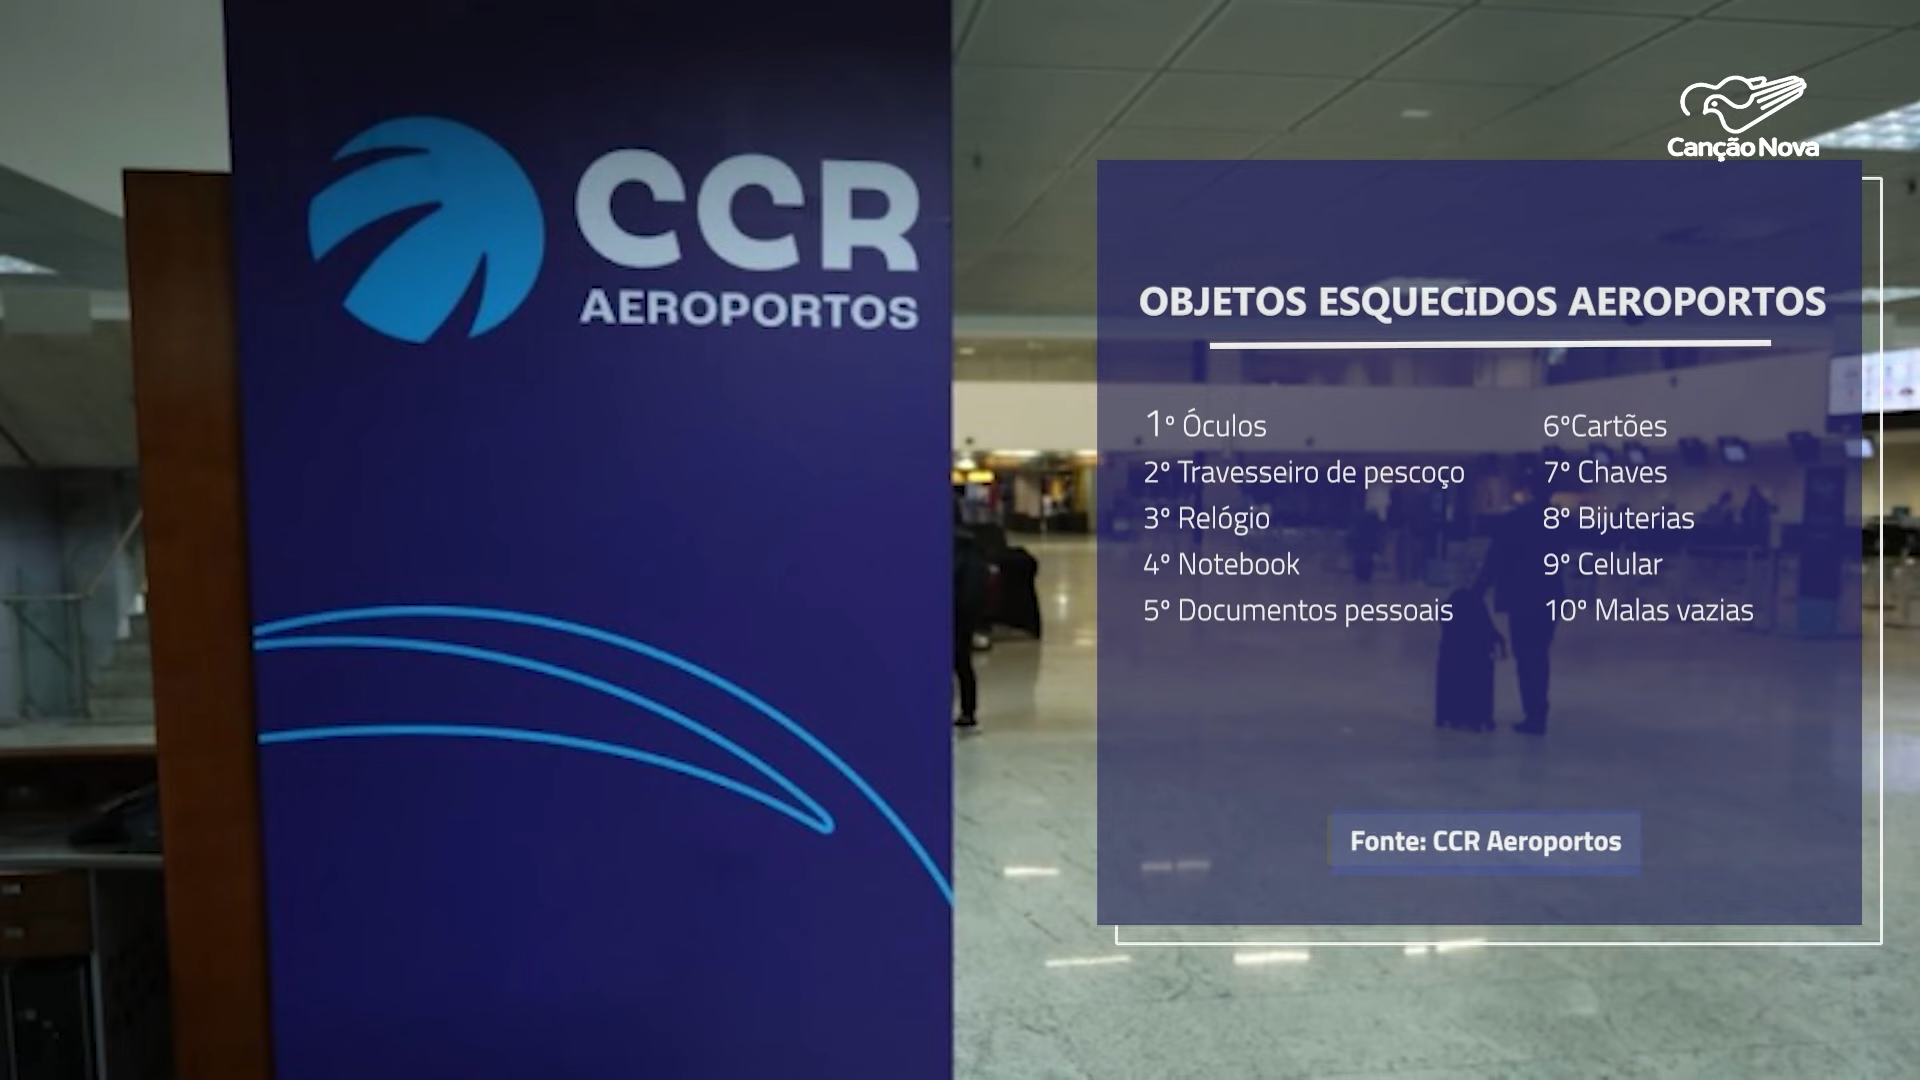 CCR
AEROPORTOS
Canção Nova
OBJETOS ESQUECIDOS AEROPORTOS
1º Óculos
2º Travesseiro de pescoço
3º Relógio
4º Notebook
5º Documentos pessoais
6ºCartões
7º Chaves
8º Bijuterias
9º Celular
10º Malas vazias
Fonte: CCR Aeroportos